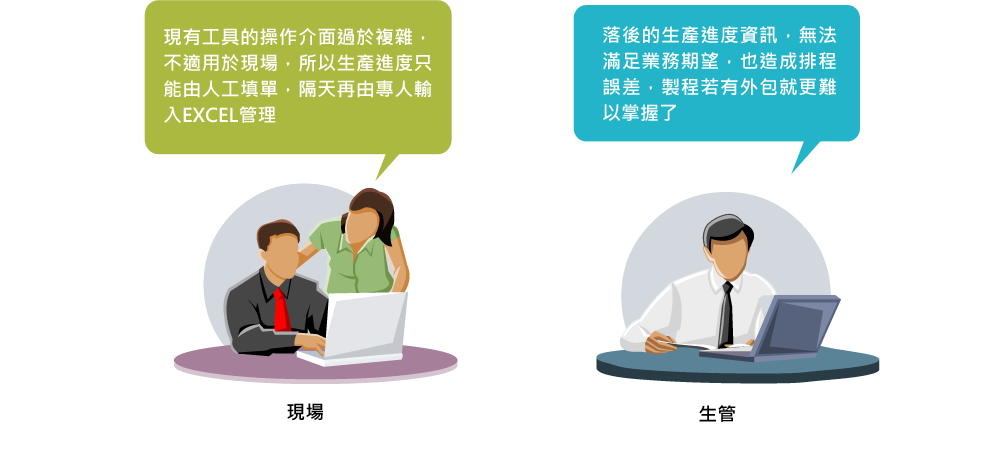 現有工具的操作介面過於複雜，
不適用於現場，所以生產進度只
能由人工填單，隔天再由專人輸
入EXCEL管理
落後的生產進度資訊，無法
滿足業務期望，也造成排程
誤差，製程若有外包就更難
以掌握了
現場
生管